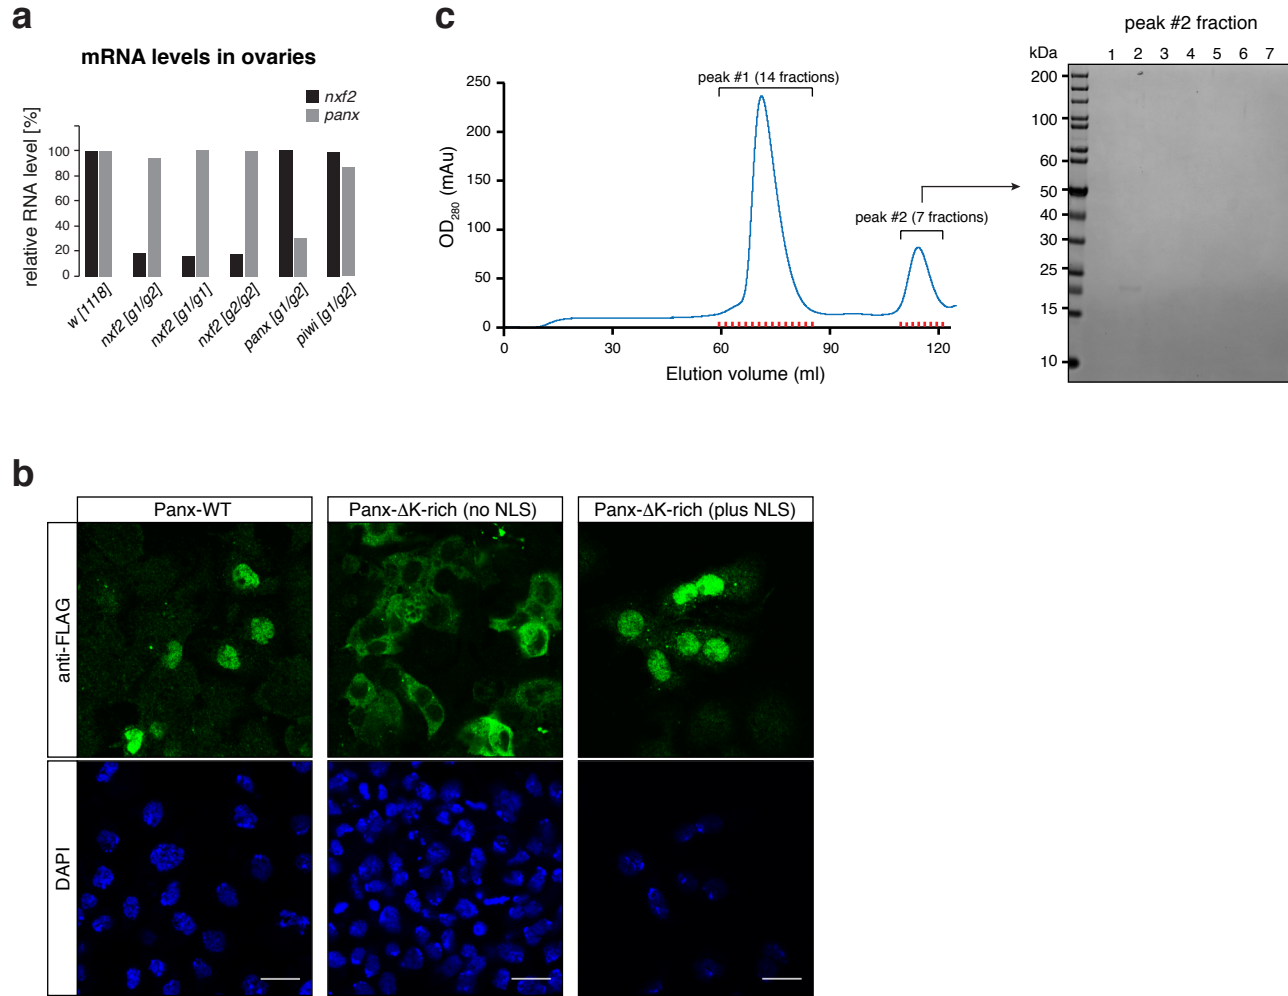 a
mRNA levels in ovaries
nxf2
panx
relative RNA level [%]
100
80
60
40
20
0
w [1118]
nxf2 [g1/g2]
nxf2 [g1/g1]
nxf2 [g2/g2]
panx [g1/g2]
piwi [g1/g2]
c
OD280 (mAu)
250
200
150
100
50
0
peak #1 (14 fractions)
peak #2 (7 fractions)
0 30 60 90 120
Elution volume (ml)
peak #2 fraction
kDa 1 2 3 4 5 6 7
200
100
60
50
40
30
25
15
10
b
Panx-WT
Panx-ΔK-rich (no NLS)
Panx-ΔK-rich (plus NLS)
anti-FLAG
DAPI